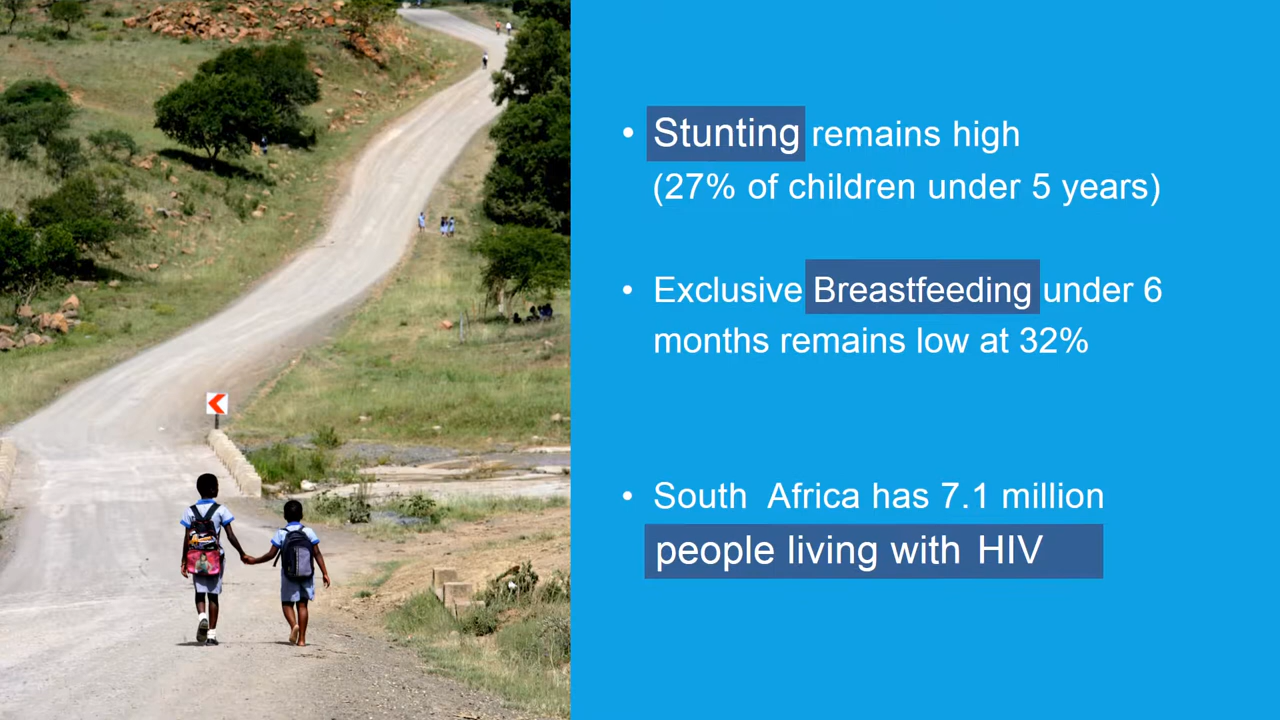 • Stunting remains high
(27% of children under 5 years)
• Exclusive Breastfeeding under 6
months remains low at 32%
• South Africa has 7.1 million
people living with HIV